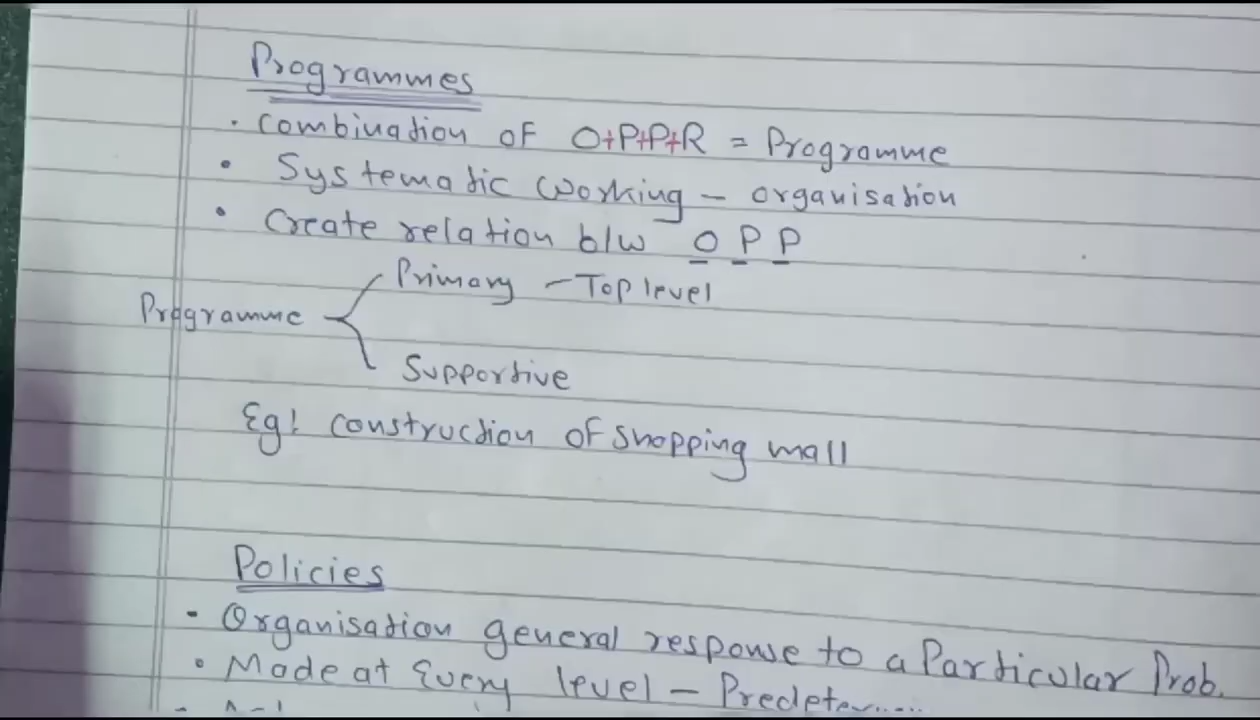 Programmes
• Combination of O+P+P+R = Programme
• Systematic working – organisation
• Create relation b/w O P P
Primary – Top level
Programme
Supportive
Eg: construction of shopping mall
Policies
• Organisation general response to a Particular Prob.
• Made at Every level –